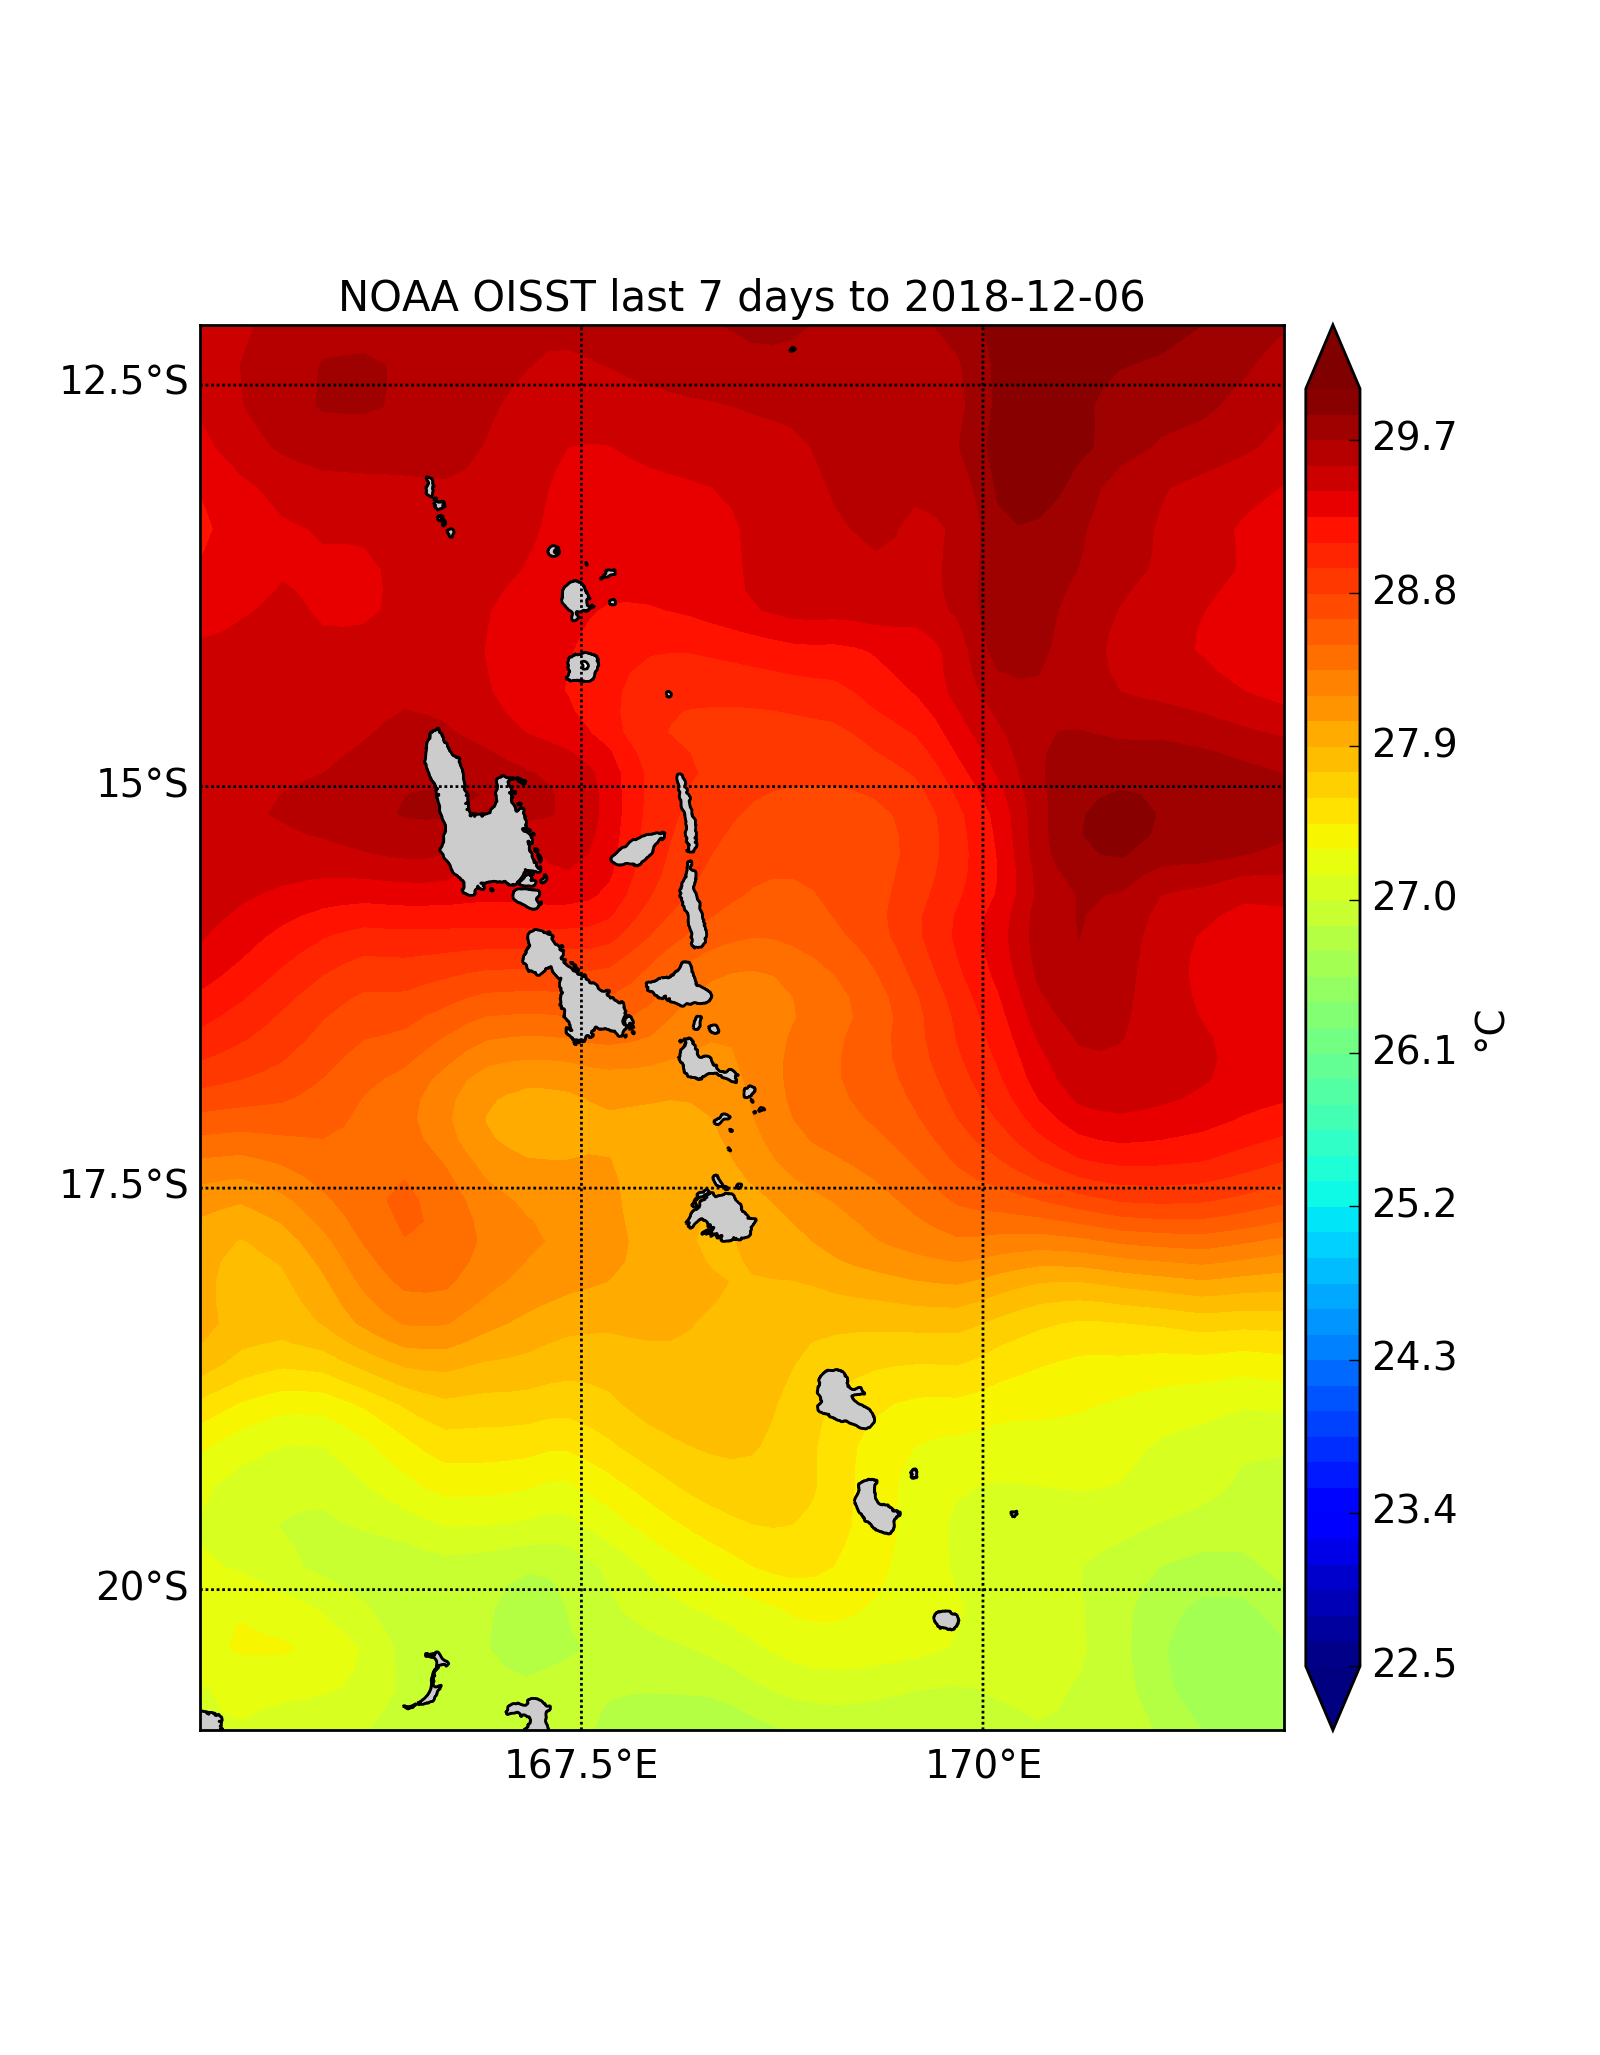 NOAA OISST last 7 days to 2018-12-06
12.5°S
15°S
17.5°S
20°S
167.5°E
170°E
29.7
28.8
27.9
27.0
26.1
25.2
24.3
23.4
22.5
°C